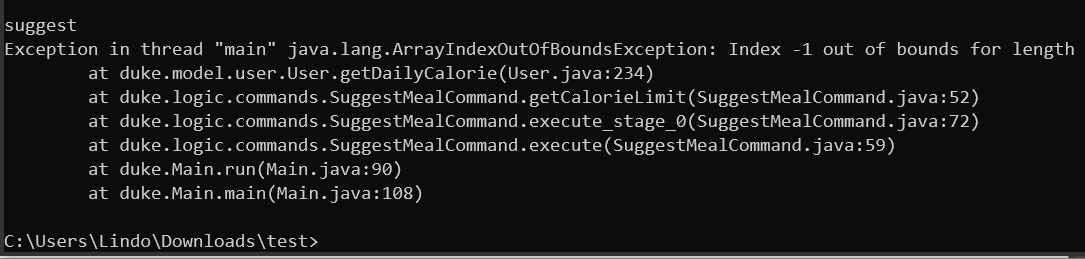 suggest
Exception in thread "main" java.lang.ArrayIndexOutOfBoundsException: Index -1 out of bounds for length
at duke.model.user.User.getDailyCalorie(User.java:234)
at duke.logic.commands.SuggestMealCommand.getCalorieLimit(SuggestMealCommand.java:52)
at duke.logic.commands.SuggestMealCommand.execute_stage_0(SuggestMealCommand.java:72)
at duke.logic.commands.SuggestMealCommand.execute(SuggestMealCommand.java:59)
at duke.Main.run(Main.java:90)
at duke.Main.main(Main.java:108)
C:\Users\Lindo\Downloads\test>